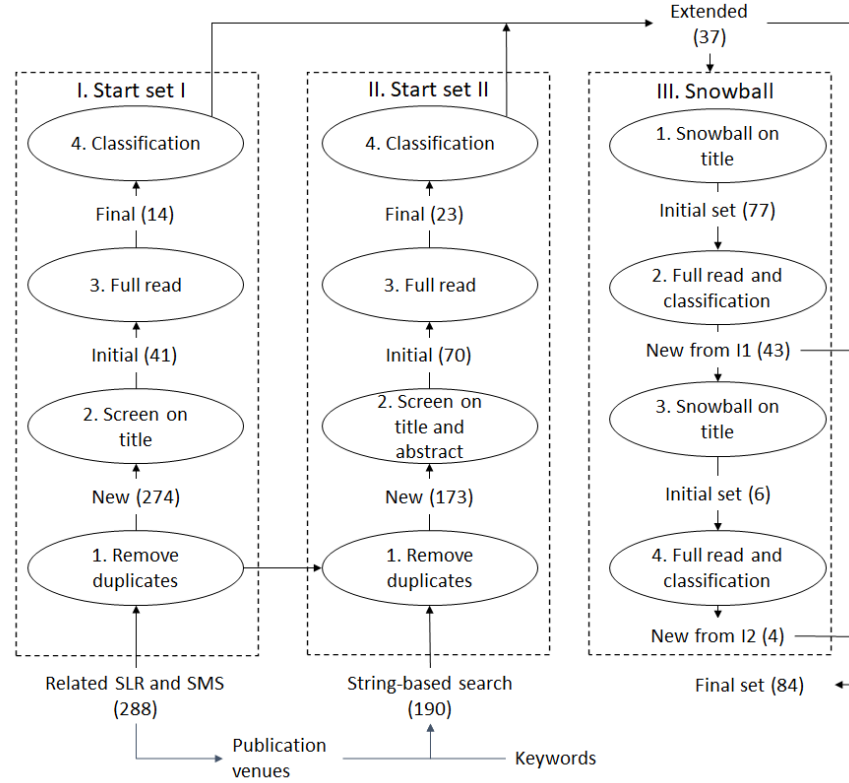 Extended
(37)
I. Start set I
4. Classification
Final (14)
3. Full read
Initial (41)
2. Screen on
title
New (274)
1. Remove
duplicates
Related SLR and SMS
(288)
II. Start set II
4. Classification
Final (23)
3. Full read
Initial (70)
2. Screen on
title and
abstract
New (173)
1. Remove
duplicates
String-based search
(190)
Publication
venues
Keywords
III. Snowball
1. Snowball on
title
Initial set (77)
2. Full read and
classification
New from I1 (43)
3. Snowball on
title
Initial set (6)
4. Full read and
classification
New from I2 (4)
Final set (84)